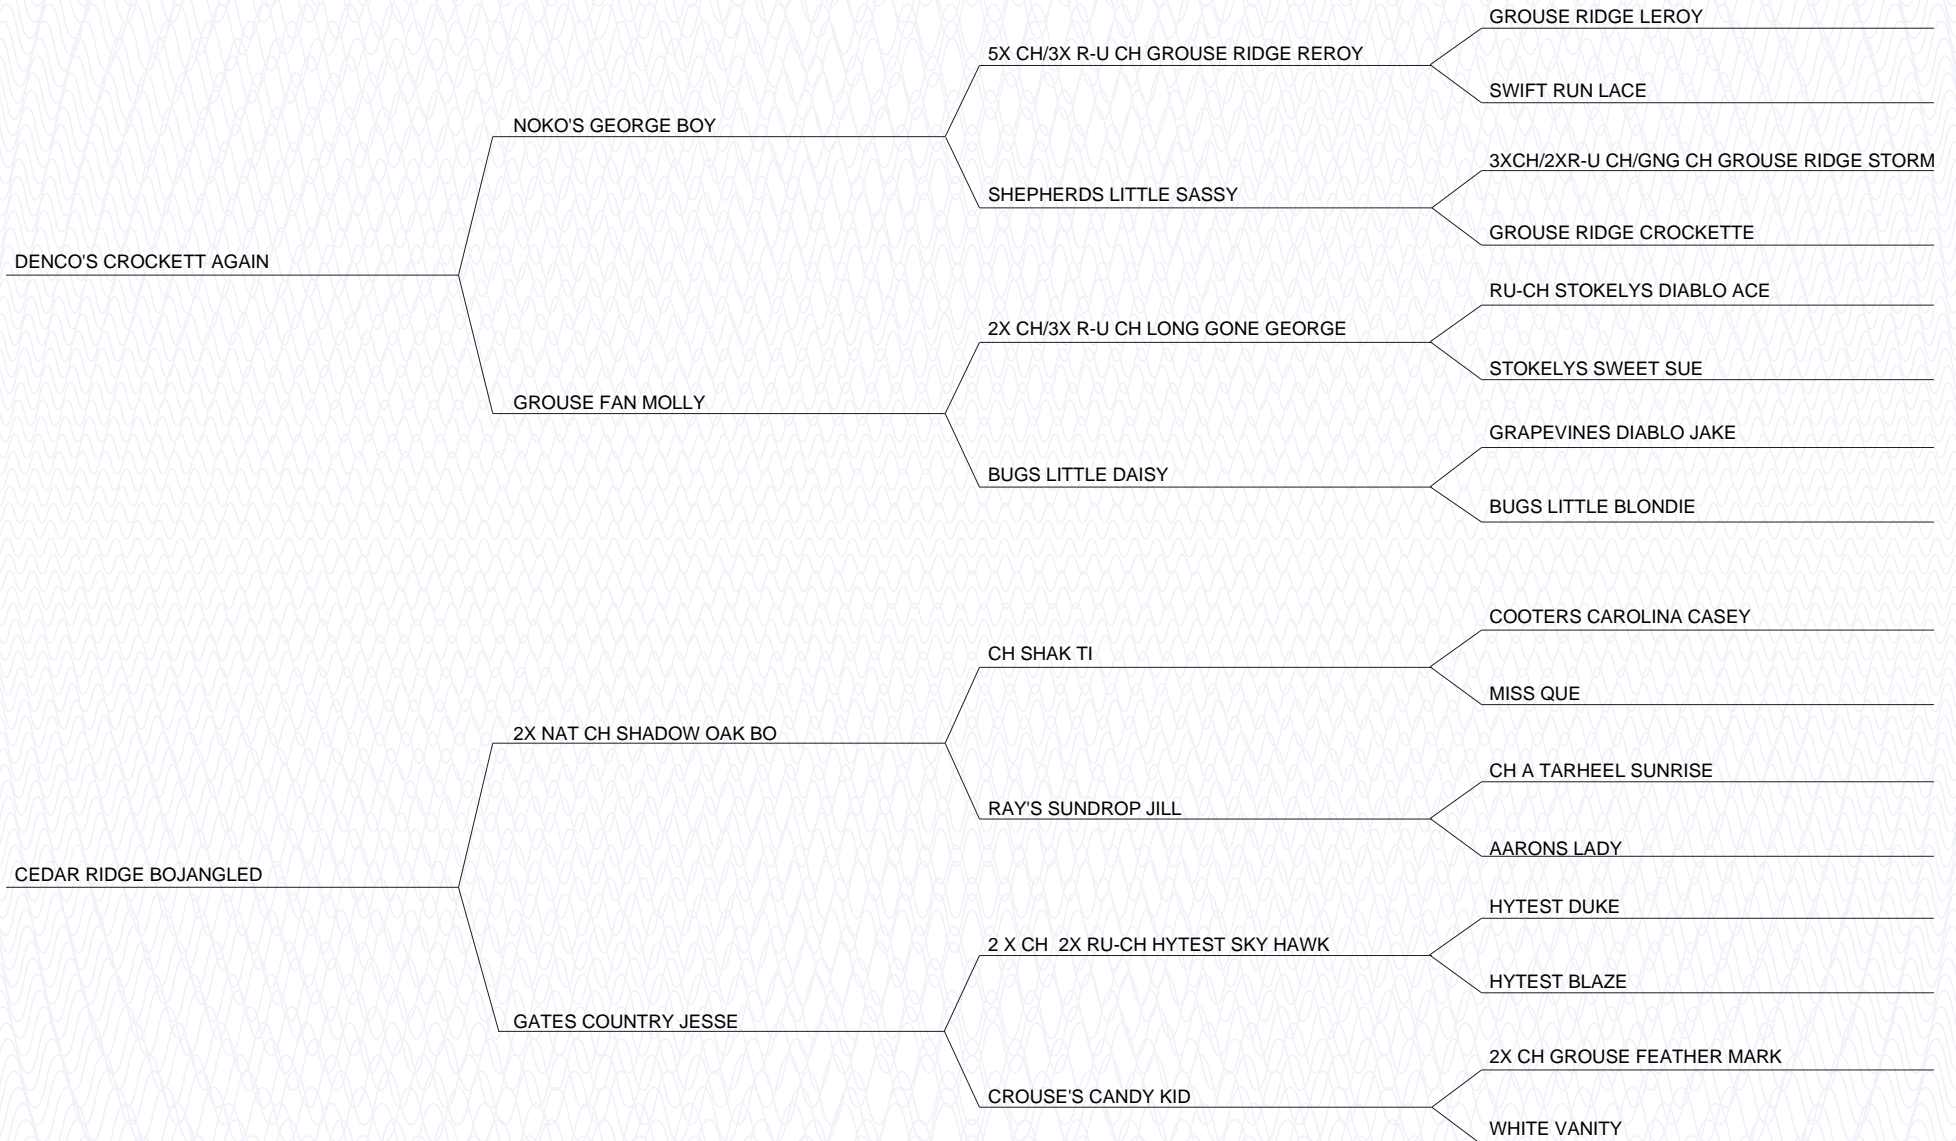 GROUSE RIDGE LEROY
5X CH/3X R-U CH GROUSE RIDGE REROY
SWIFT RUN LACE
NOKO'S GEORGE BOY
3XCH/2XR-U CH/GNG CH GROUSE RIDGE STORM
SHEPHERDS LITTLE SASSY
GROUSE RIDGE CROCKETTE
DENCO'S CROCKETT AGAIN
RU-CH STOKELYS DIABLO ACE
2X CH/3X R-U CH LONG GONE GEORGE
STOKELYS SWEET SUE
GROUSE FAN MOLLY
GRAPEVINES DIABLO JAKE
BUGS LITTLE DAISY
BUGS LITTLE BLONDIE
COOTERS CAROLINA CASEY
CH SHAK TI
MISS QUE
2X NAT CH SHADOW OAK BO
CH A TARHEEL SUNRISE
RAY'S SUNDROP JILL
AARONS LADY
CEDAR RIDGE BOJANGLED
HYTEST DUKE
2 X CH  2X RU-CH HYTEST SKY HAWK
HYTEST BLAZE
GATES COUNTRY JESSE
2X CH GROUSE FEATHER MARK
CROUSE'S CANDY KID
WHITE VANITY